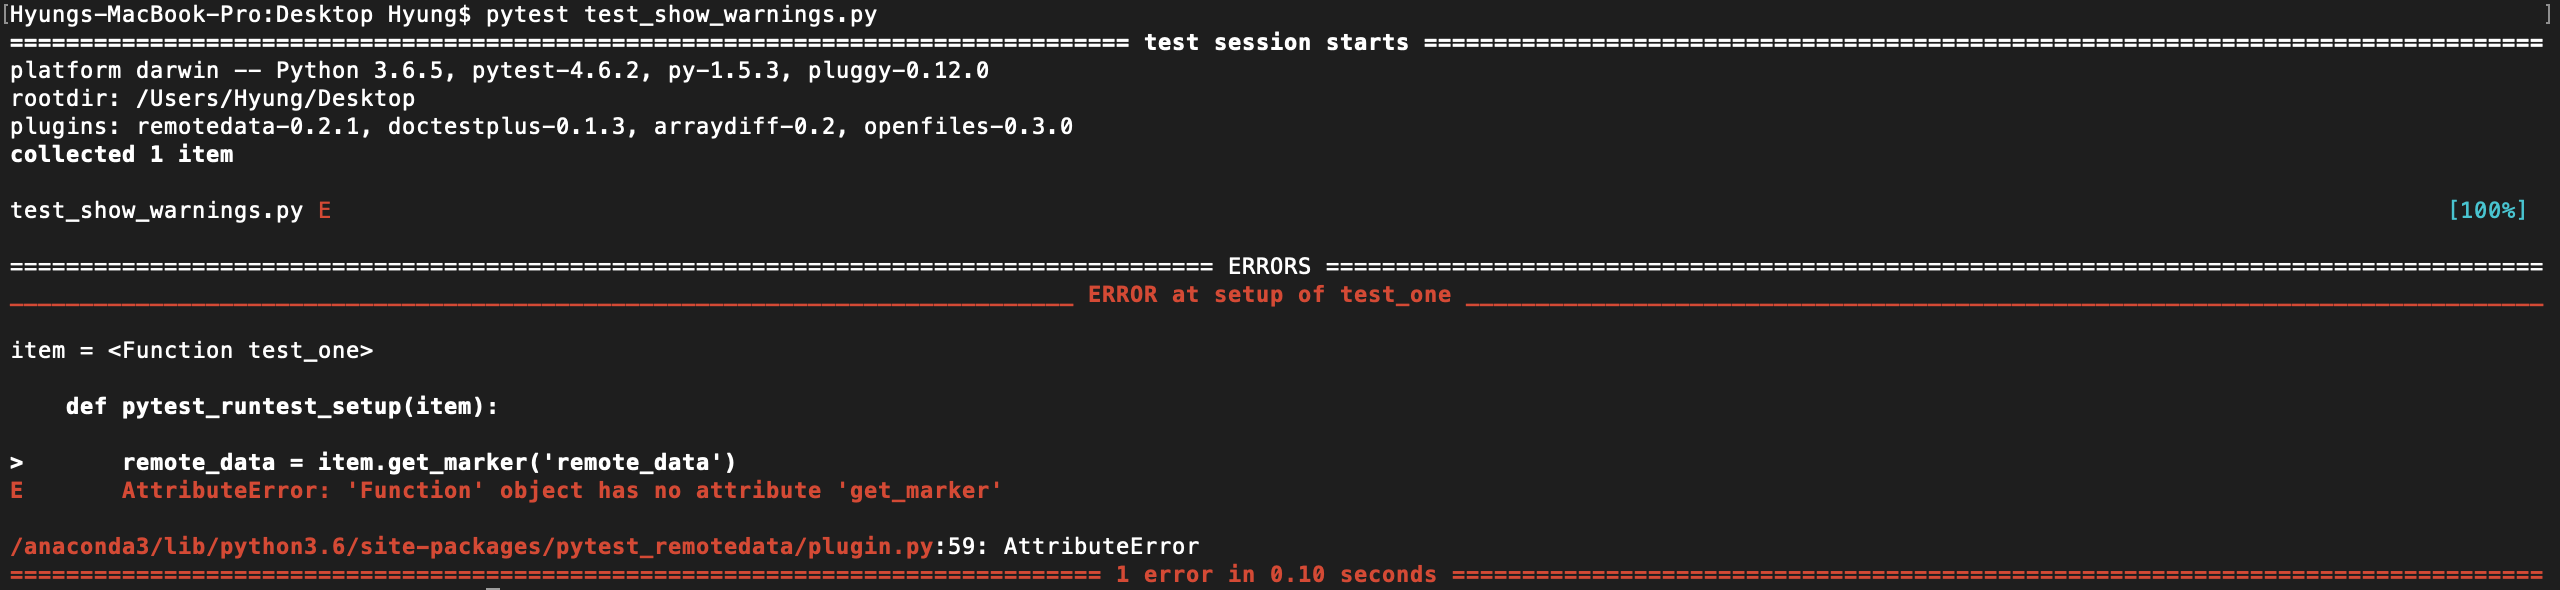 [Hyungs-MacBook-Pro:Desktop Hyung$ pytest test_show_warnings.py ]
================================================================================ test session starts ================================================================================
platform darwin -- Python 3.6.5, pytest-4.6.2, py-1.5.3, pluggy-0.12.0
rootdir: /Users/Hyung/Desktop
plugins: remotedata-0.2.1, doctestplus-0.1.3, arraydiff-0.2, openfiles-0.3.0
collected 1 item
test_show_warnings.py E [100%]
====================================================================================== ERRORS =======================================================================================
____________________________________________________________________________ ERROR at setup of test_one _____________________________________________________________________________
item = <Function test_one>
    def pytest_runtest_setup(item):
>       remote_data = item.get_marker('remote_data')
E       AttributeError: 'Function' object has no attribute 'get_marker'
/anaconda3/lib/python3.6/site-packages/pytest_remotedata/plugin.py:59: AttributeError
============================================================================== 1 error in 0.10 seconds ==============================================================================